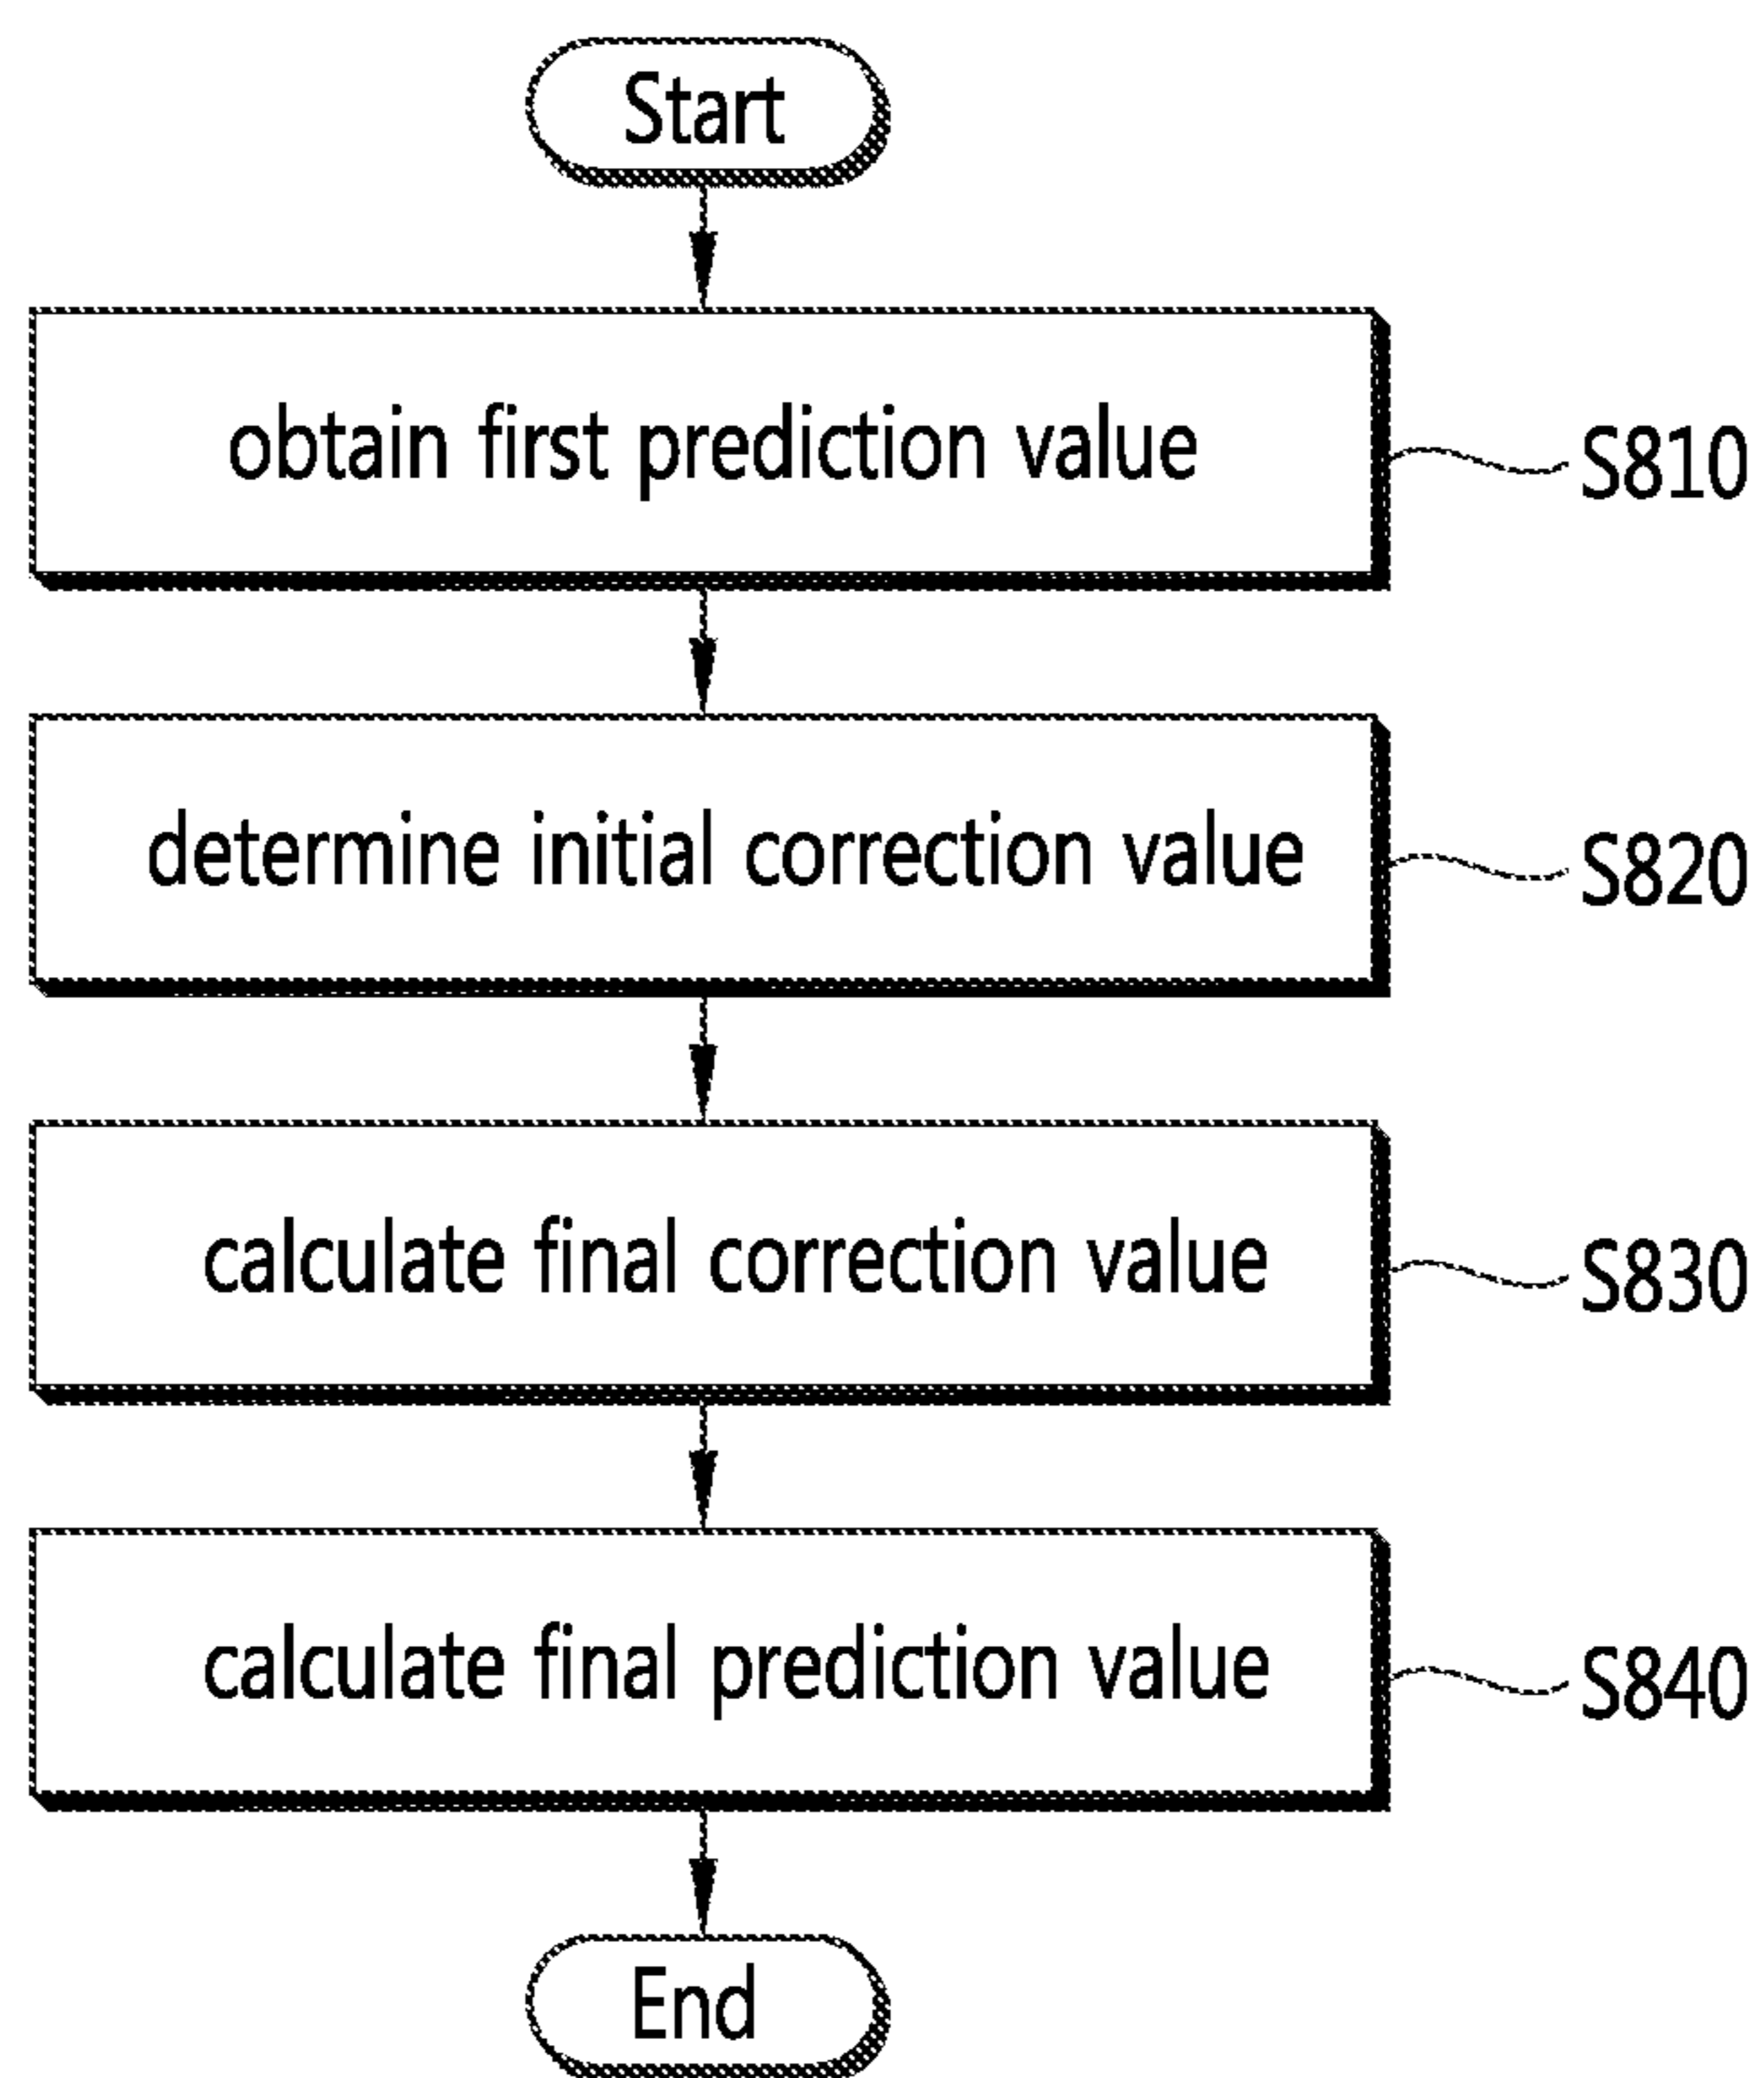 Start
obtain first prediction value
S810
determine initial correction value
S820
calculate final correction value
S830
calculate final prediction value
S840
End